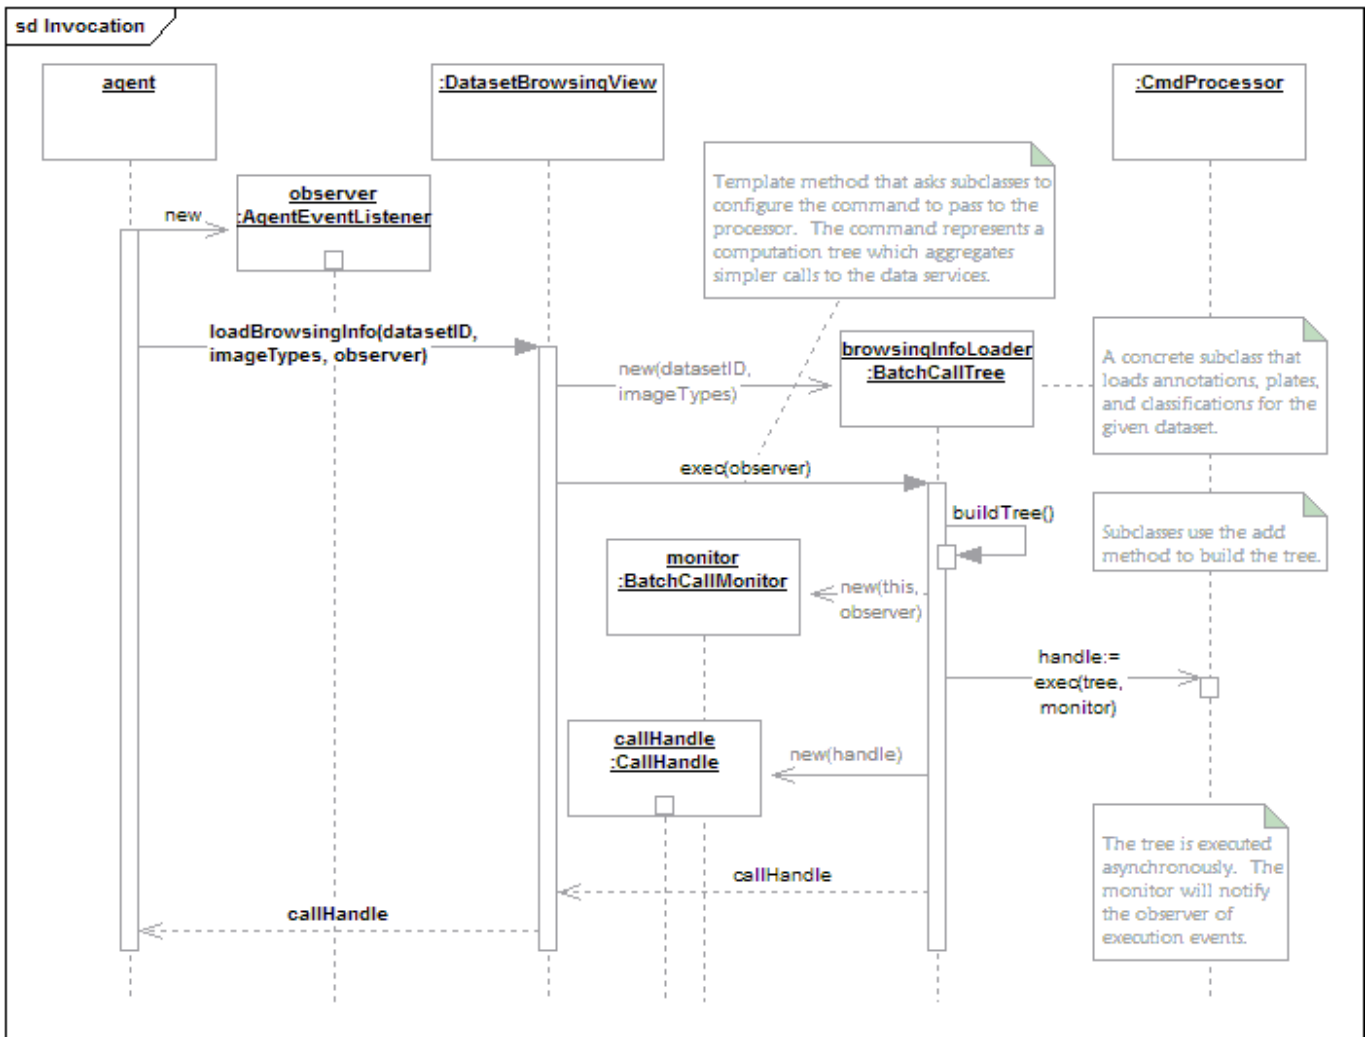 sd Invocation
agent
:DatasetBrowsingView
:CmdProcessor
observer
:AgentEventListener
new
Template method that asks subclasses to
configure the command to pass to the
processor. The command represents a
computation tree which aggregates
simpler calls to the data services.
loadBrowsingInfo(datasetID,
imageTypes, observer)
new(datasetID,
imageTypes)
browsingInfoLoader
:BatchCallTree
A concrete subclass that
loads annotations, plates,
and classifications for the
given dataset.
exec(observer)
buildTree()
Subclasses use the add
method to build the tree.
monitor
:BatchCallMonitor
new(this,
observer)
handle:=
exec(tree,
monitor)
callHandle
:CallHandle
new(handle)
The tree is executed
asynchronously. The
monitor will notify
the observer of
execution events.
callHandle
callHandle